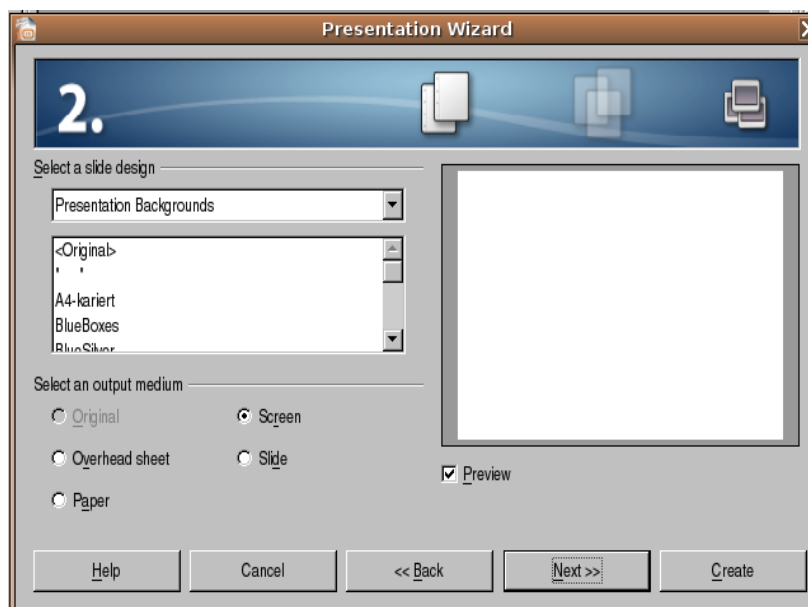 Presentation Wizard
2.
Select a slide design
Presentation Backgrounds
<Original>
' '
A4-kariert
BlueBoxes
BlueSilver
Select an output medium
Original
Screen
Overhead sheet
Slide
Paper
Preview
Help
Cancel
<< Back
Next >>
Create